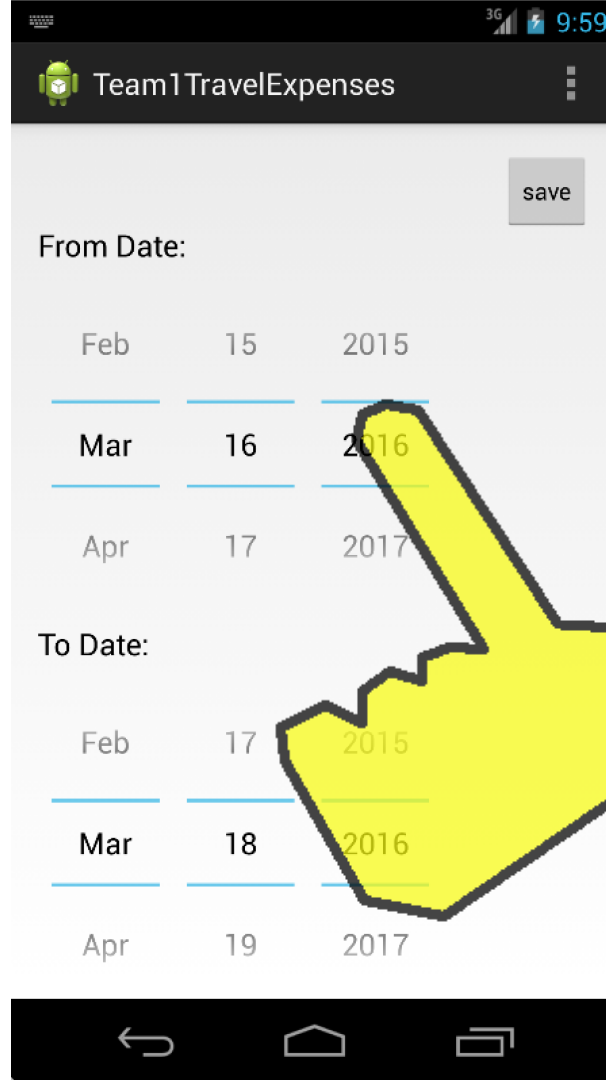 3G 9:59
Team1TravelExpenses
save
From Date:
Feb 15 2015
Mar 16 2016
Apr 17 2017
To Date:
Feb 17 2015
Mar 18 2016
Apr 19 2017